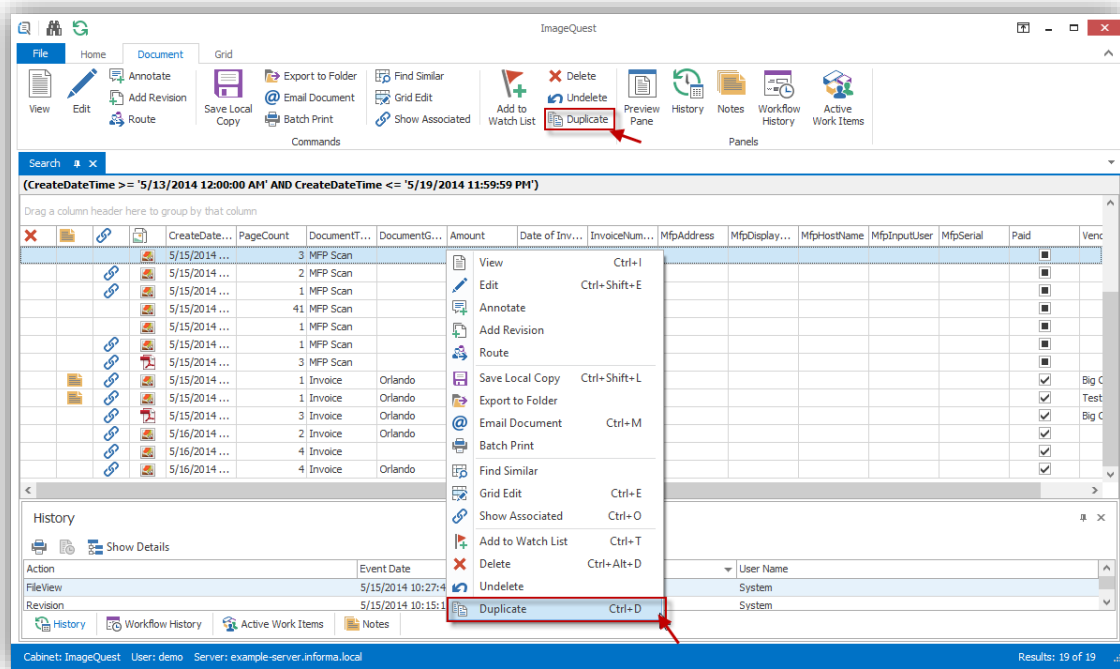 ImageQuest
File Home Document Grid
View Edit Annotate Add Revision Route Save Local Copy Export to Folder Email Document Batch Print Find Similar Grid Edit Show Associated Add to Watch List Delete Undelete Duplicate Preview Pane History Notes Workflow History Active Work Items
Commands Panels
Search
(CreateDateTime >= '5/13/2014 12:00:00 AM' AND CreateDateTime <= '5/19/2014 11:59:59 PM')
Drag a column header here to group by that column
CreateDate... PageCount DocumentT... DocumentG... Amount Date of Inv... InvoiceNum... MfpAddress MfpDisplay... MfpHostName MfpInputUser MfpSerial Paid Venc
5/15/2014 ... 3 MFP Scan
5/15/2014 ... 2 MFP Scan
5/15/2014 ... 1 MFP Scan
5/15/2014 ... 41 MFP Scan
5/15/2014 ... 1 MFP Scan
5/15/2014 ... 1 MFP Scan
5/15/2014 ... 3 MFP Scan
5/15/2014 ... 1 Invoice Orlando Big C
5/15/2014 ... 1 Invoice Orlando Test
5/15/2014 ... 3 Invoice Orlando Big C
5/16/2014 ... 2 Invoice Orlando
5/16/2014 ... 4 Invoice
5/16/2014 ... 4 Invoice Orlando
View Ctrl+I
Edit Ctrl+Shift+E
Annotate
Add Revision
Route
Save Local Copy Ctrl+Shift+L
Export to Folder
Email Document Ctrl+M
Batch Print
Find Similar
Grid Edit Ctrl+E
Show Associated Ctrl+O
Add to Watch List Ctrl+T
Delete Ctrl+Alt+D
Undelete
Duplicate Ctrl+D
History
Show Details
Action Event Date User Name
FileView 5/15/2014 10:27:4 System
Revision 5/15/2014 10:15:1 System
History Workflow History Active Work Items Notes
Cabinet: ImageQuest User: demo Server: example-server.informa.local Results: 19 of 19